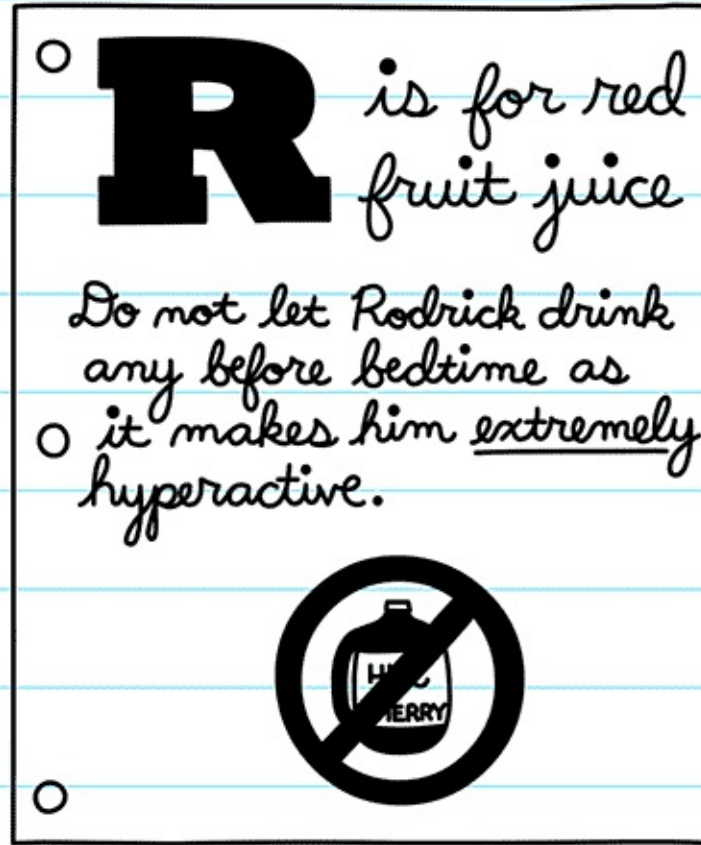 R is for red
fruit juice
Do not let Rodrick drink
any before bedtime as
it makes him extremely
hyperactive.